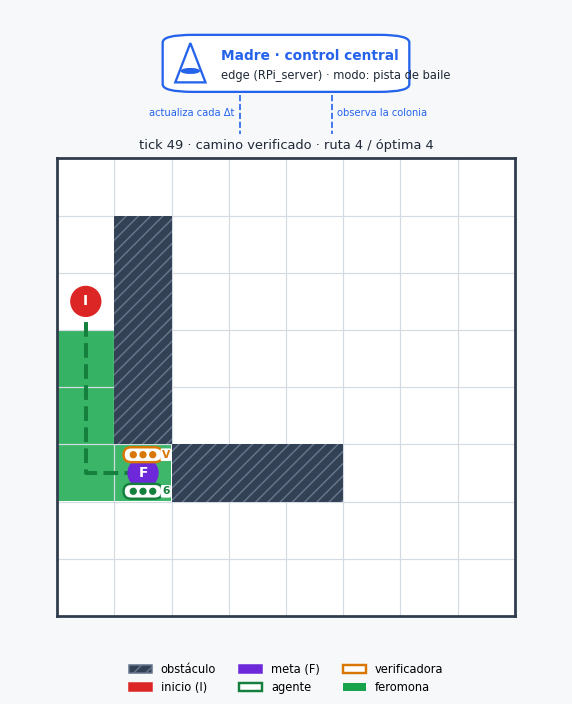 Madre · control central
edge (RPi_server) · modo: pista de baile
actualiza cada Δt
observa la colonia
tick 49 · camino verificado · ruta 4 / óptima 4
I
V
F
6
obstáculo
meta (F)
verificadora
inicio (I)
agente
feromona